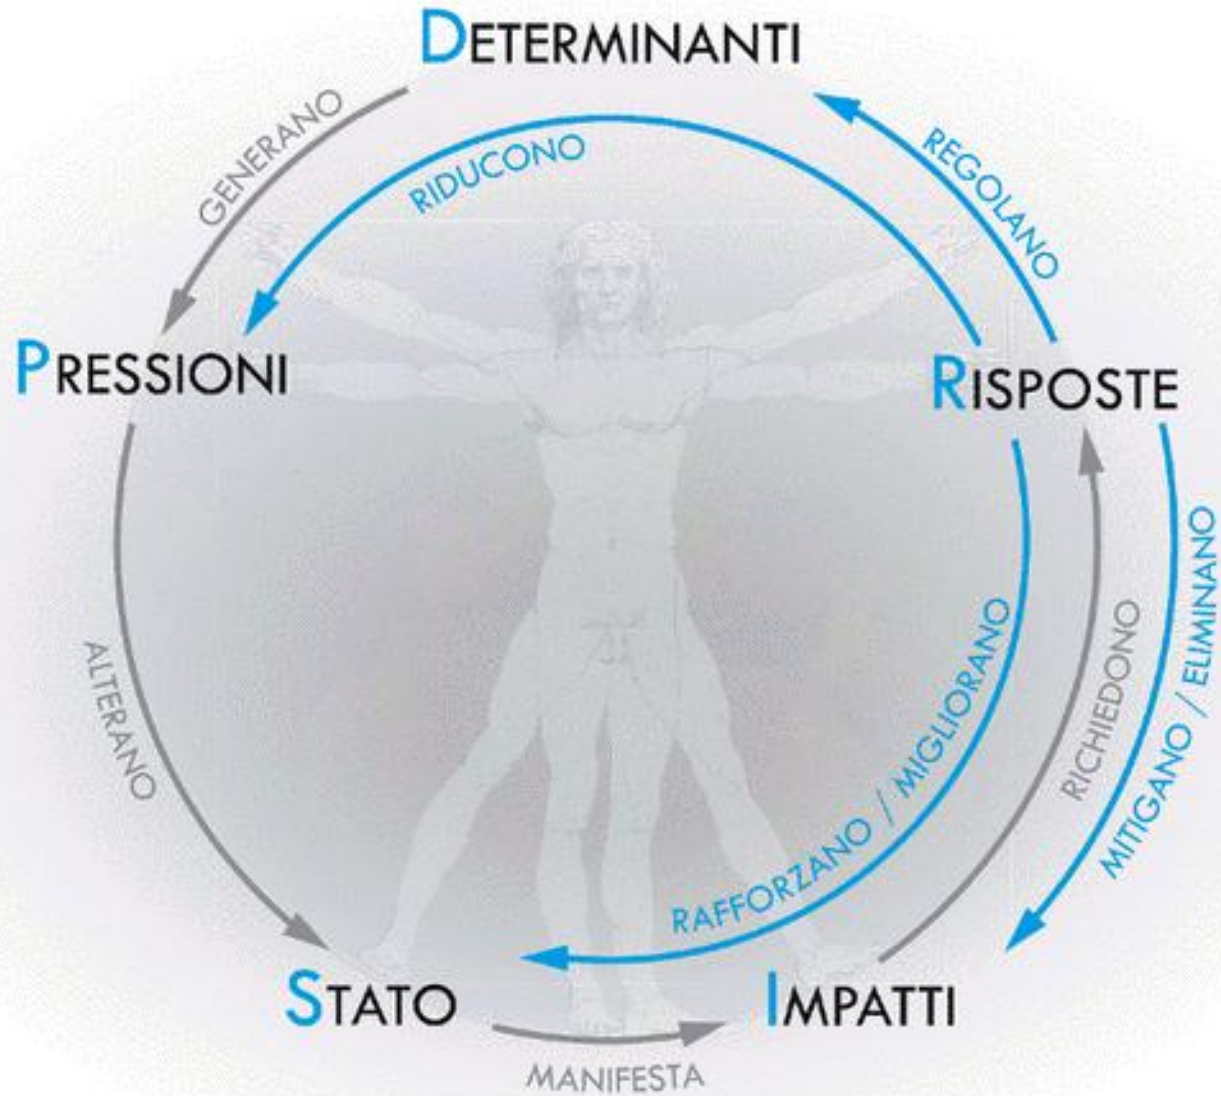 DETERMINANTI
GENERANO
RIDUCONO
REGOLANO
PRESSIONI
RISPOSTE
ALTERANO
RAFFORZANO / MIGLIORANO
RICHIEDONO
MITIGANO / ELIMINANO
STATO
IMPATTI
MANIFESTA